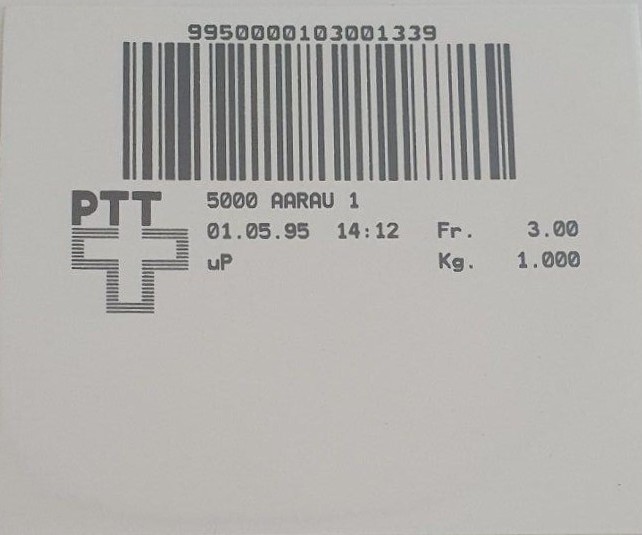 9950000103001339
PTT
5000 AARAU 1
01.05.95 14:12 Fr. 3.00
uP Kg. 1.000